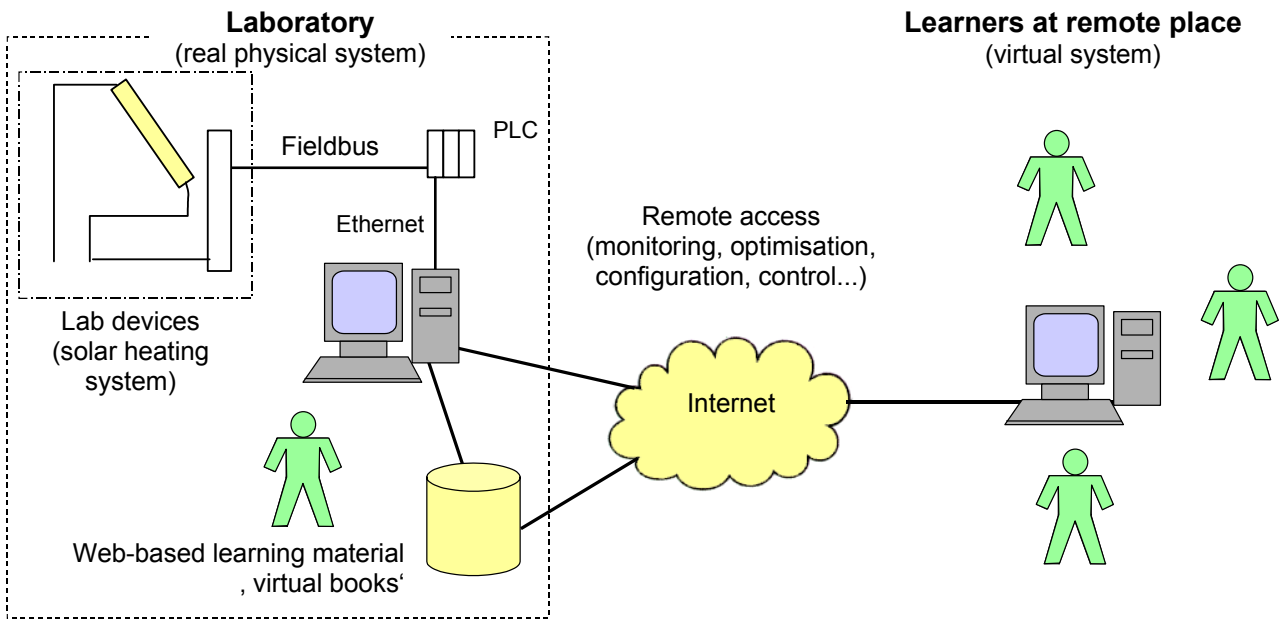 Laboratory
(real physical system)
Learners at remote place
(virtual system)
PLC
Fieldbus
Ethernet
Remote access
(monitoring, optimisation,
configuration, control...)
Lab devices
(solar heating
system)
Internet
Web-based learning material
‚ virtual books‘